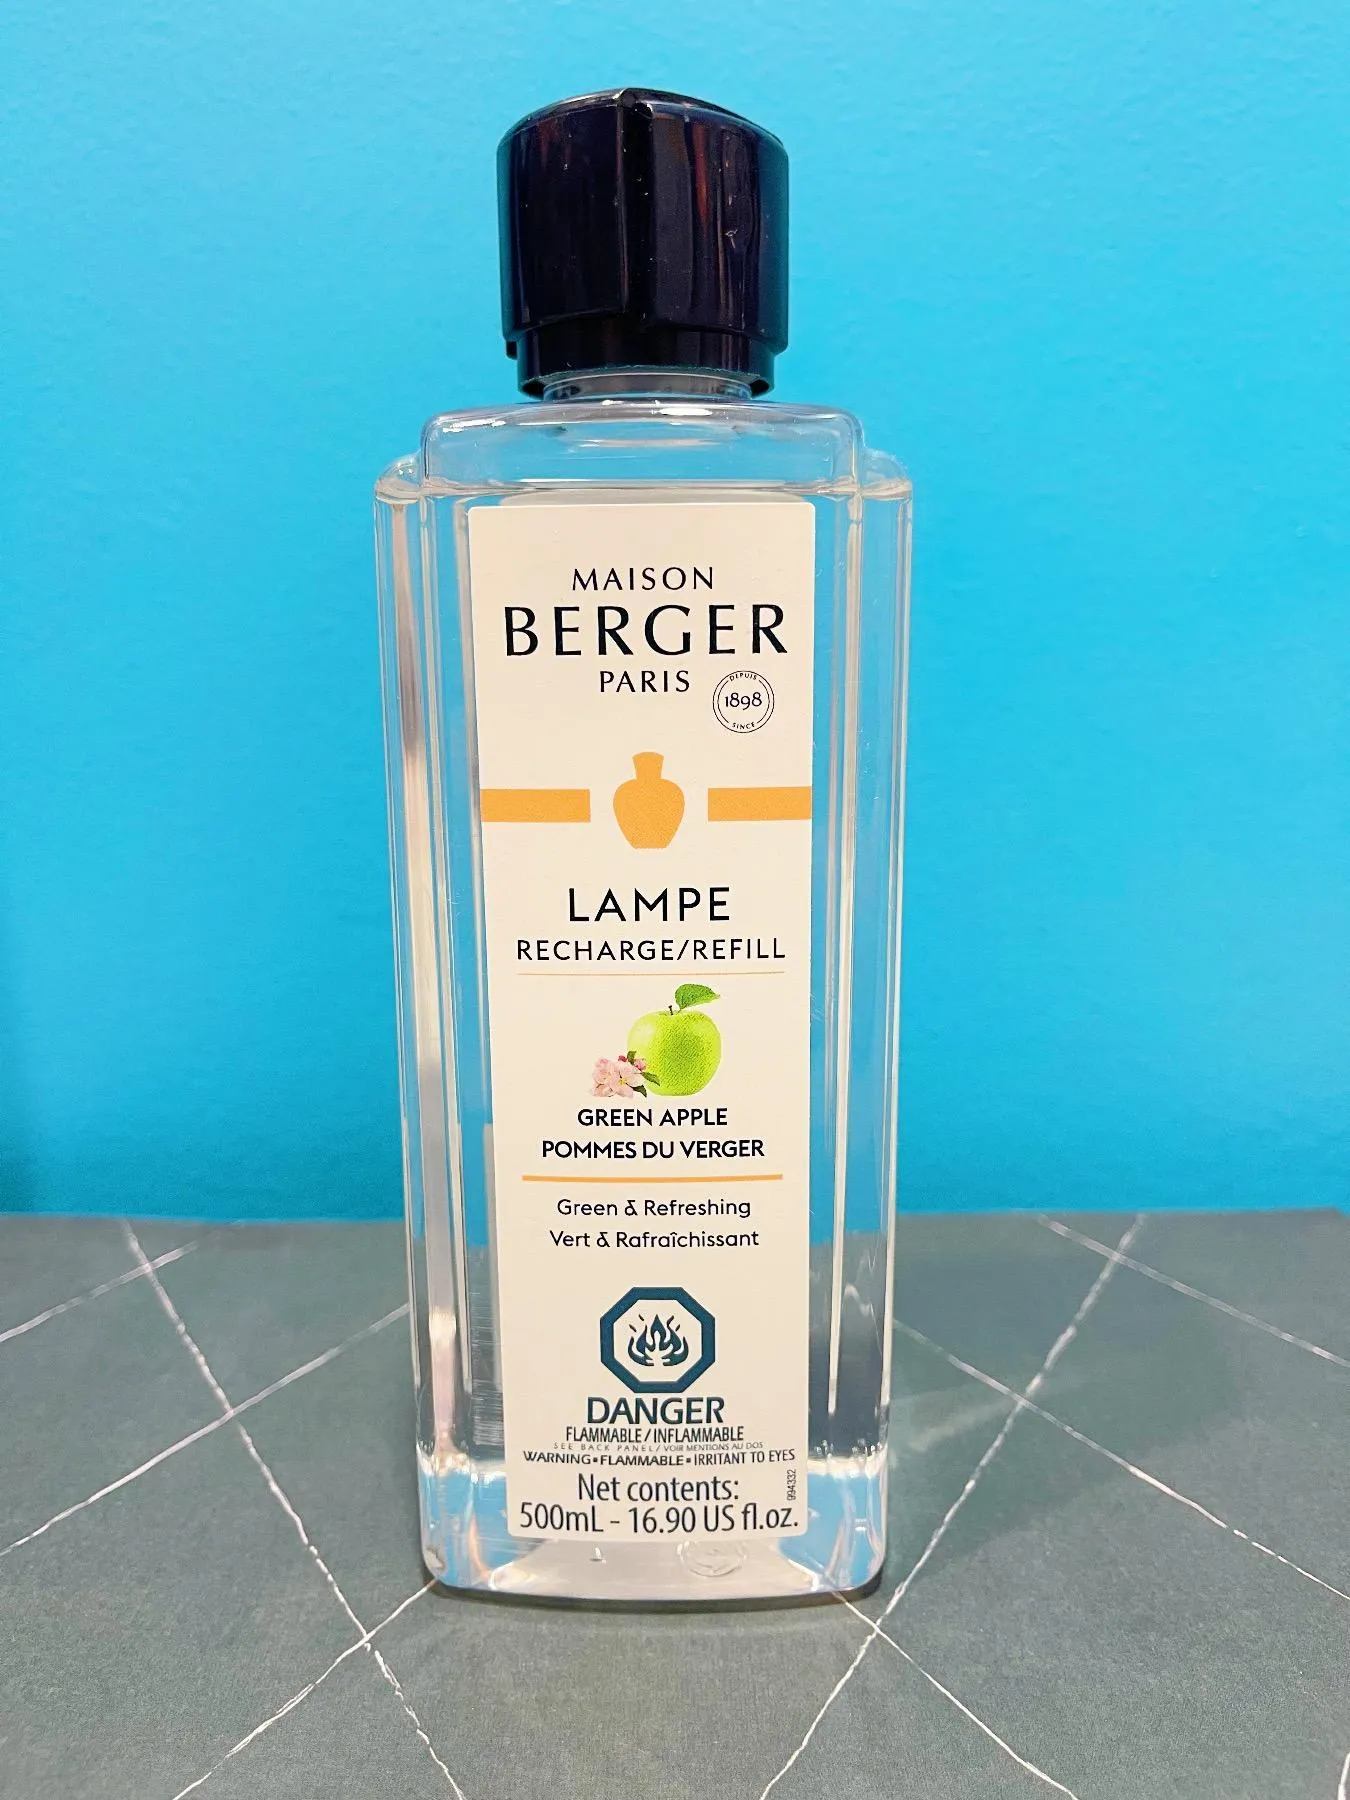 MAISON
BERGER
PARIS
DEPUIS
1898
SINCE
LAMPE
RECHARGE/REFILL
GREEN APPLE
POMMES DU VERGER
Green & Refreshing
Vert & Rafraîchissant
DANGER
FLAMMABLE/INFLAMMABLE
SEE BACK PANEL/VOIR MENTIONS AU DOS
WARNING▪FLAMMABLE▪IRRITANT TO EYES
994332
Net contents:
500mL - 16.90 US fl.oz.